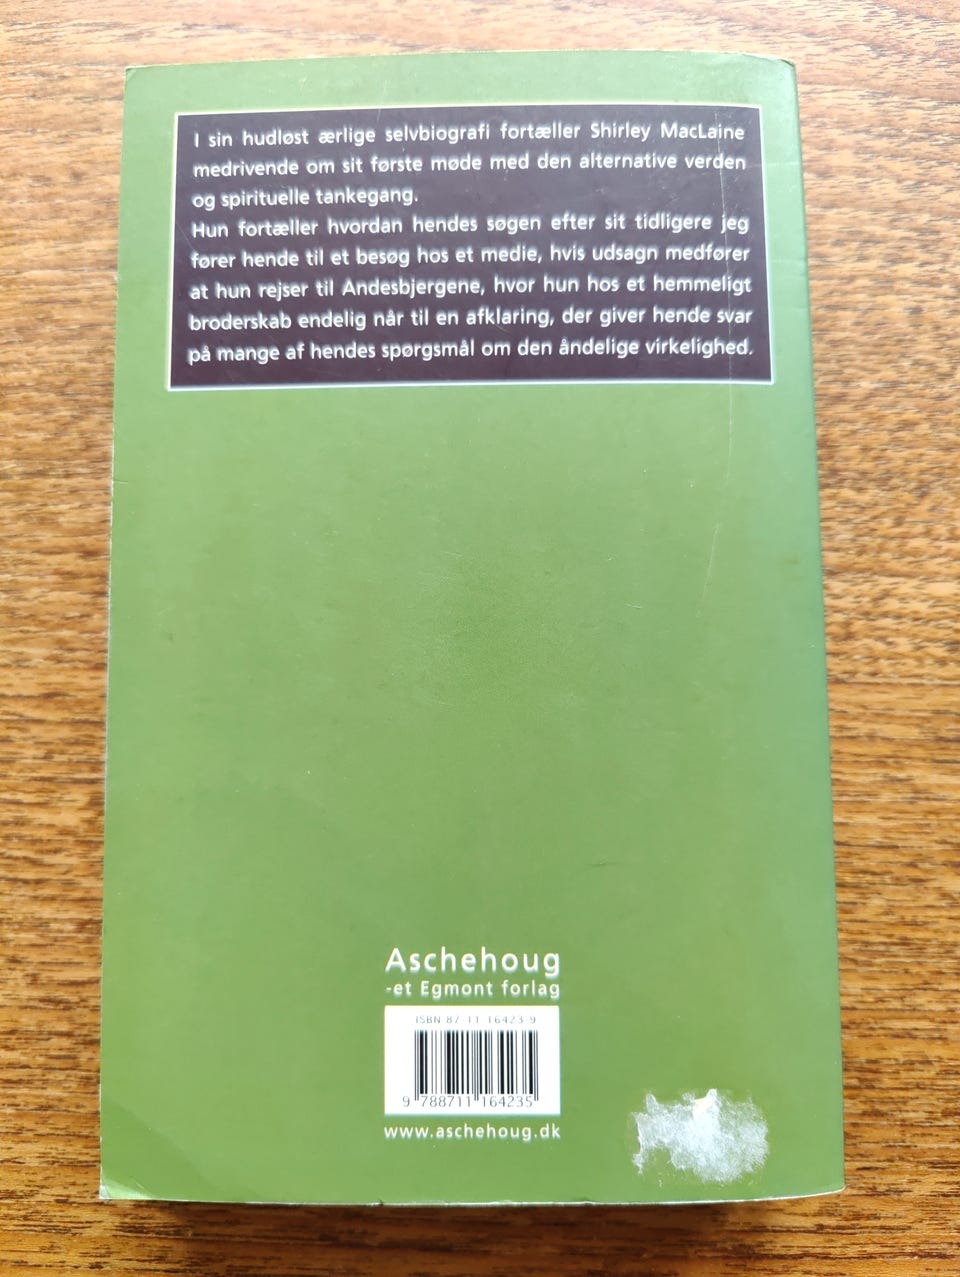 I sin hudløst ærlige selvbiografi fortæller Shirley MacLaine
medrivende om sit første møde med den alternative verden
og spirituelle tankegang.
Hun fortæller hvordan hendes søgen efter sit tidligere jeg
fører hende til et besøg hos et medie, hvis udsagn medfører
at hun rejser til Andesbjergene, hvor hun hos et hemmeligt
broderskab endelig når til en afklaring, der giver hende svar
på mange af hendes spørgsmål om den åndelige virkelighed.
Aschehoug
-et Egmont forlag
ISBN 87-11-16423-9
9 788711 164235
www.aschehoug.dk